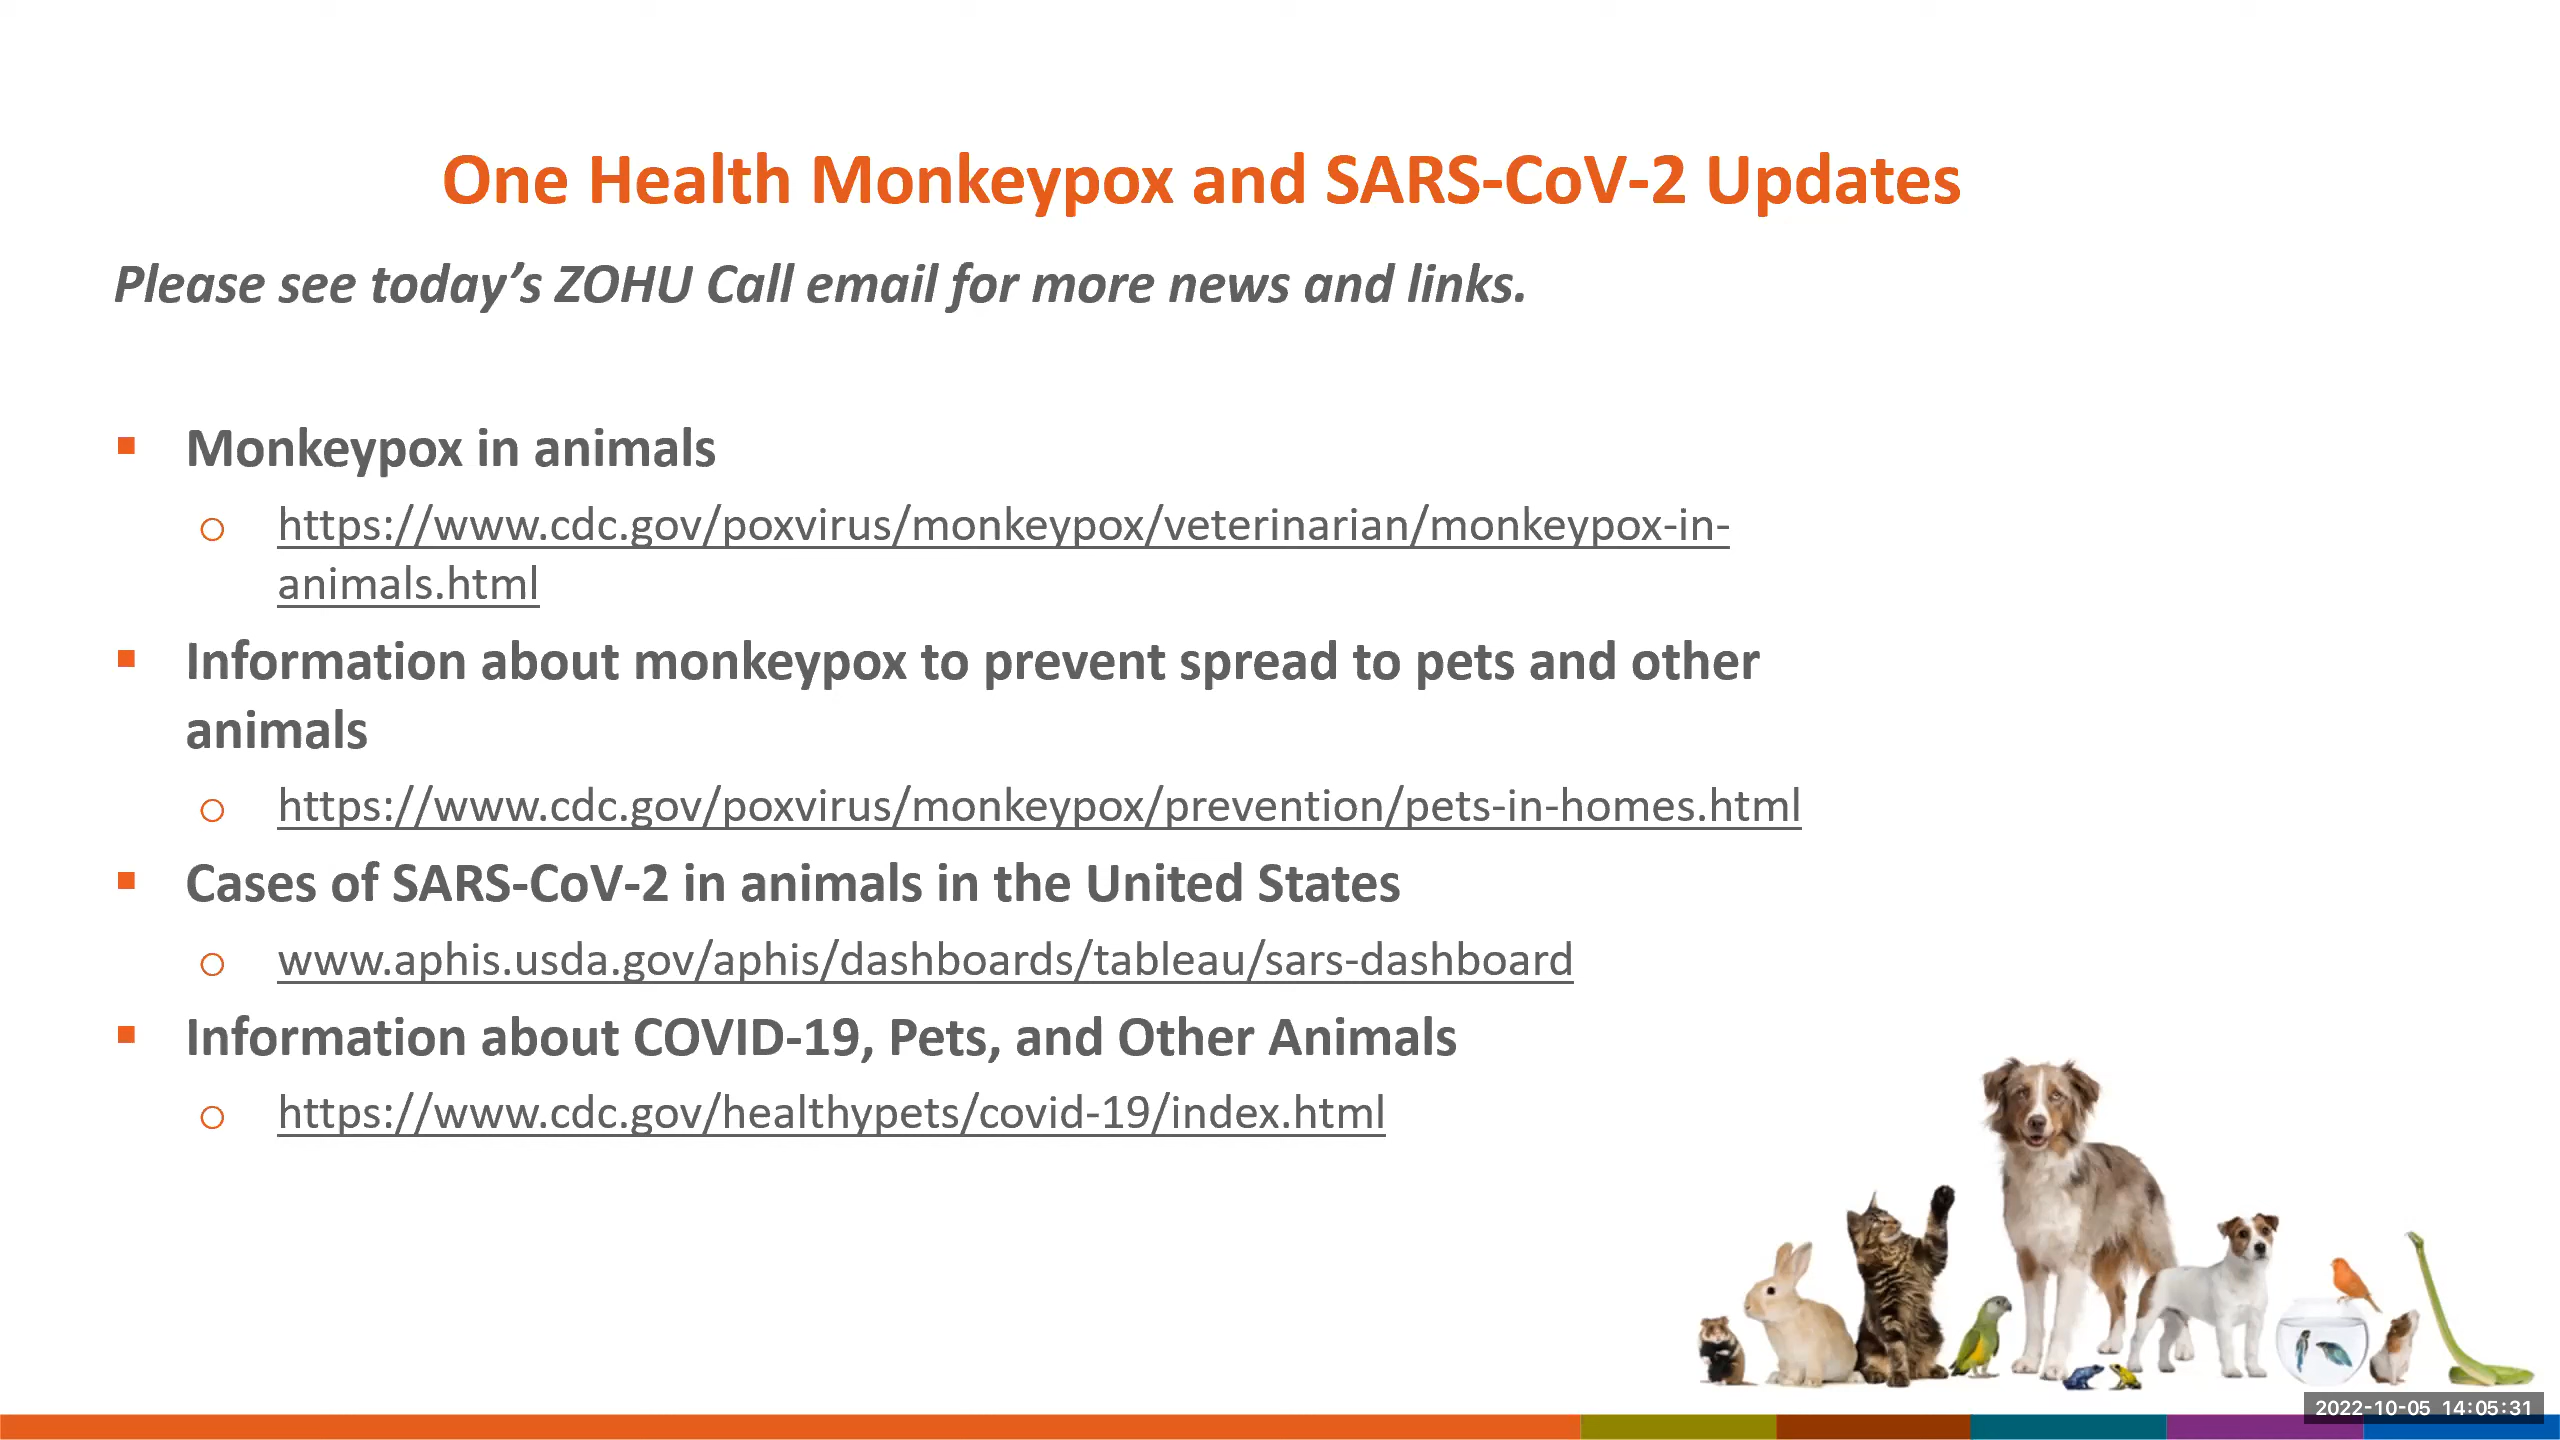 One Health Monkeypox and SARS-CoV-2 Updates
Please see today’s ZOHU Call email for more news and links.
Monkeypox in animals
https://www.cdc.gov/poxvirus/monkeypox/veterinarian/monkeypox-in-
animals.html
Information about monkeypox to prevent spread to pets and other
animals
https://www.cdc.gov/poxvirus/monkeypox/prevention/pets-in-homes.html
Cases of SARS-CoV-2 in animals in the United States
www.aphis.usda.gov/aphis/dashboards/tableau/sars-dashboard
Information about COVID-19, Pets, and Other Animals
https://www.cdc.gov/healthypets/covid-19/index.html
2022-10-05 14:05:31